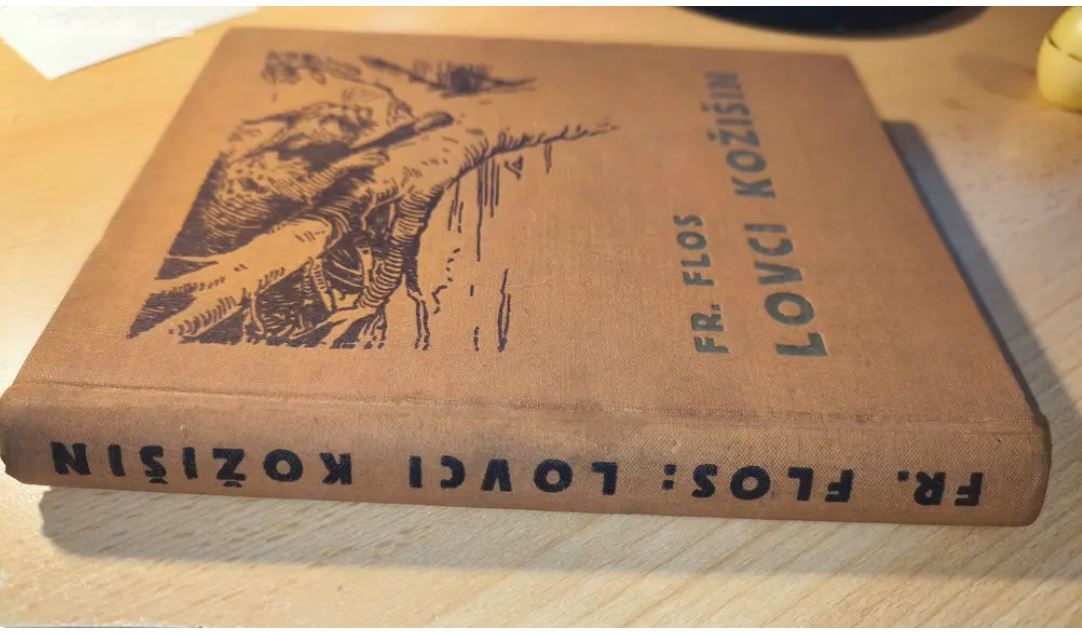 FR. FLOS
LOVCI KOŽIŠIN
FR. FLOS: LOVCI KOŽIŠIN